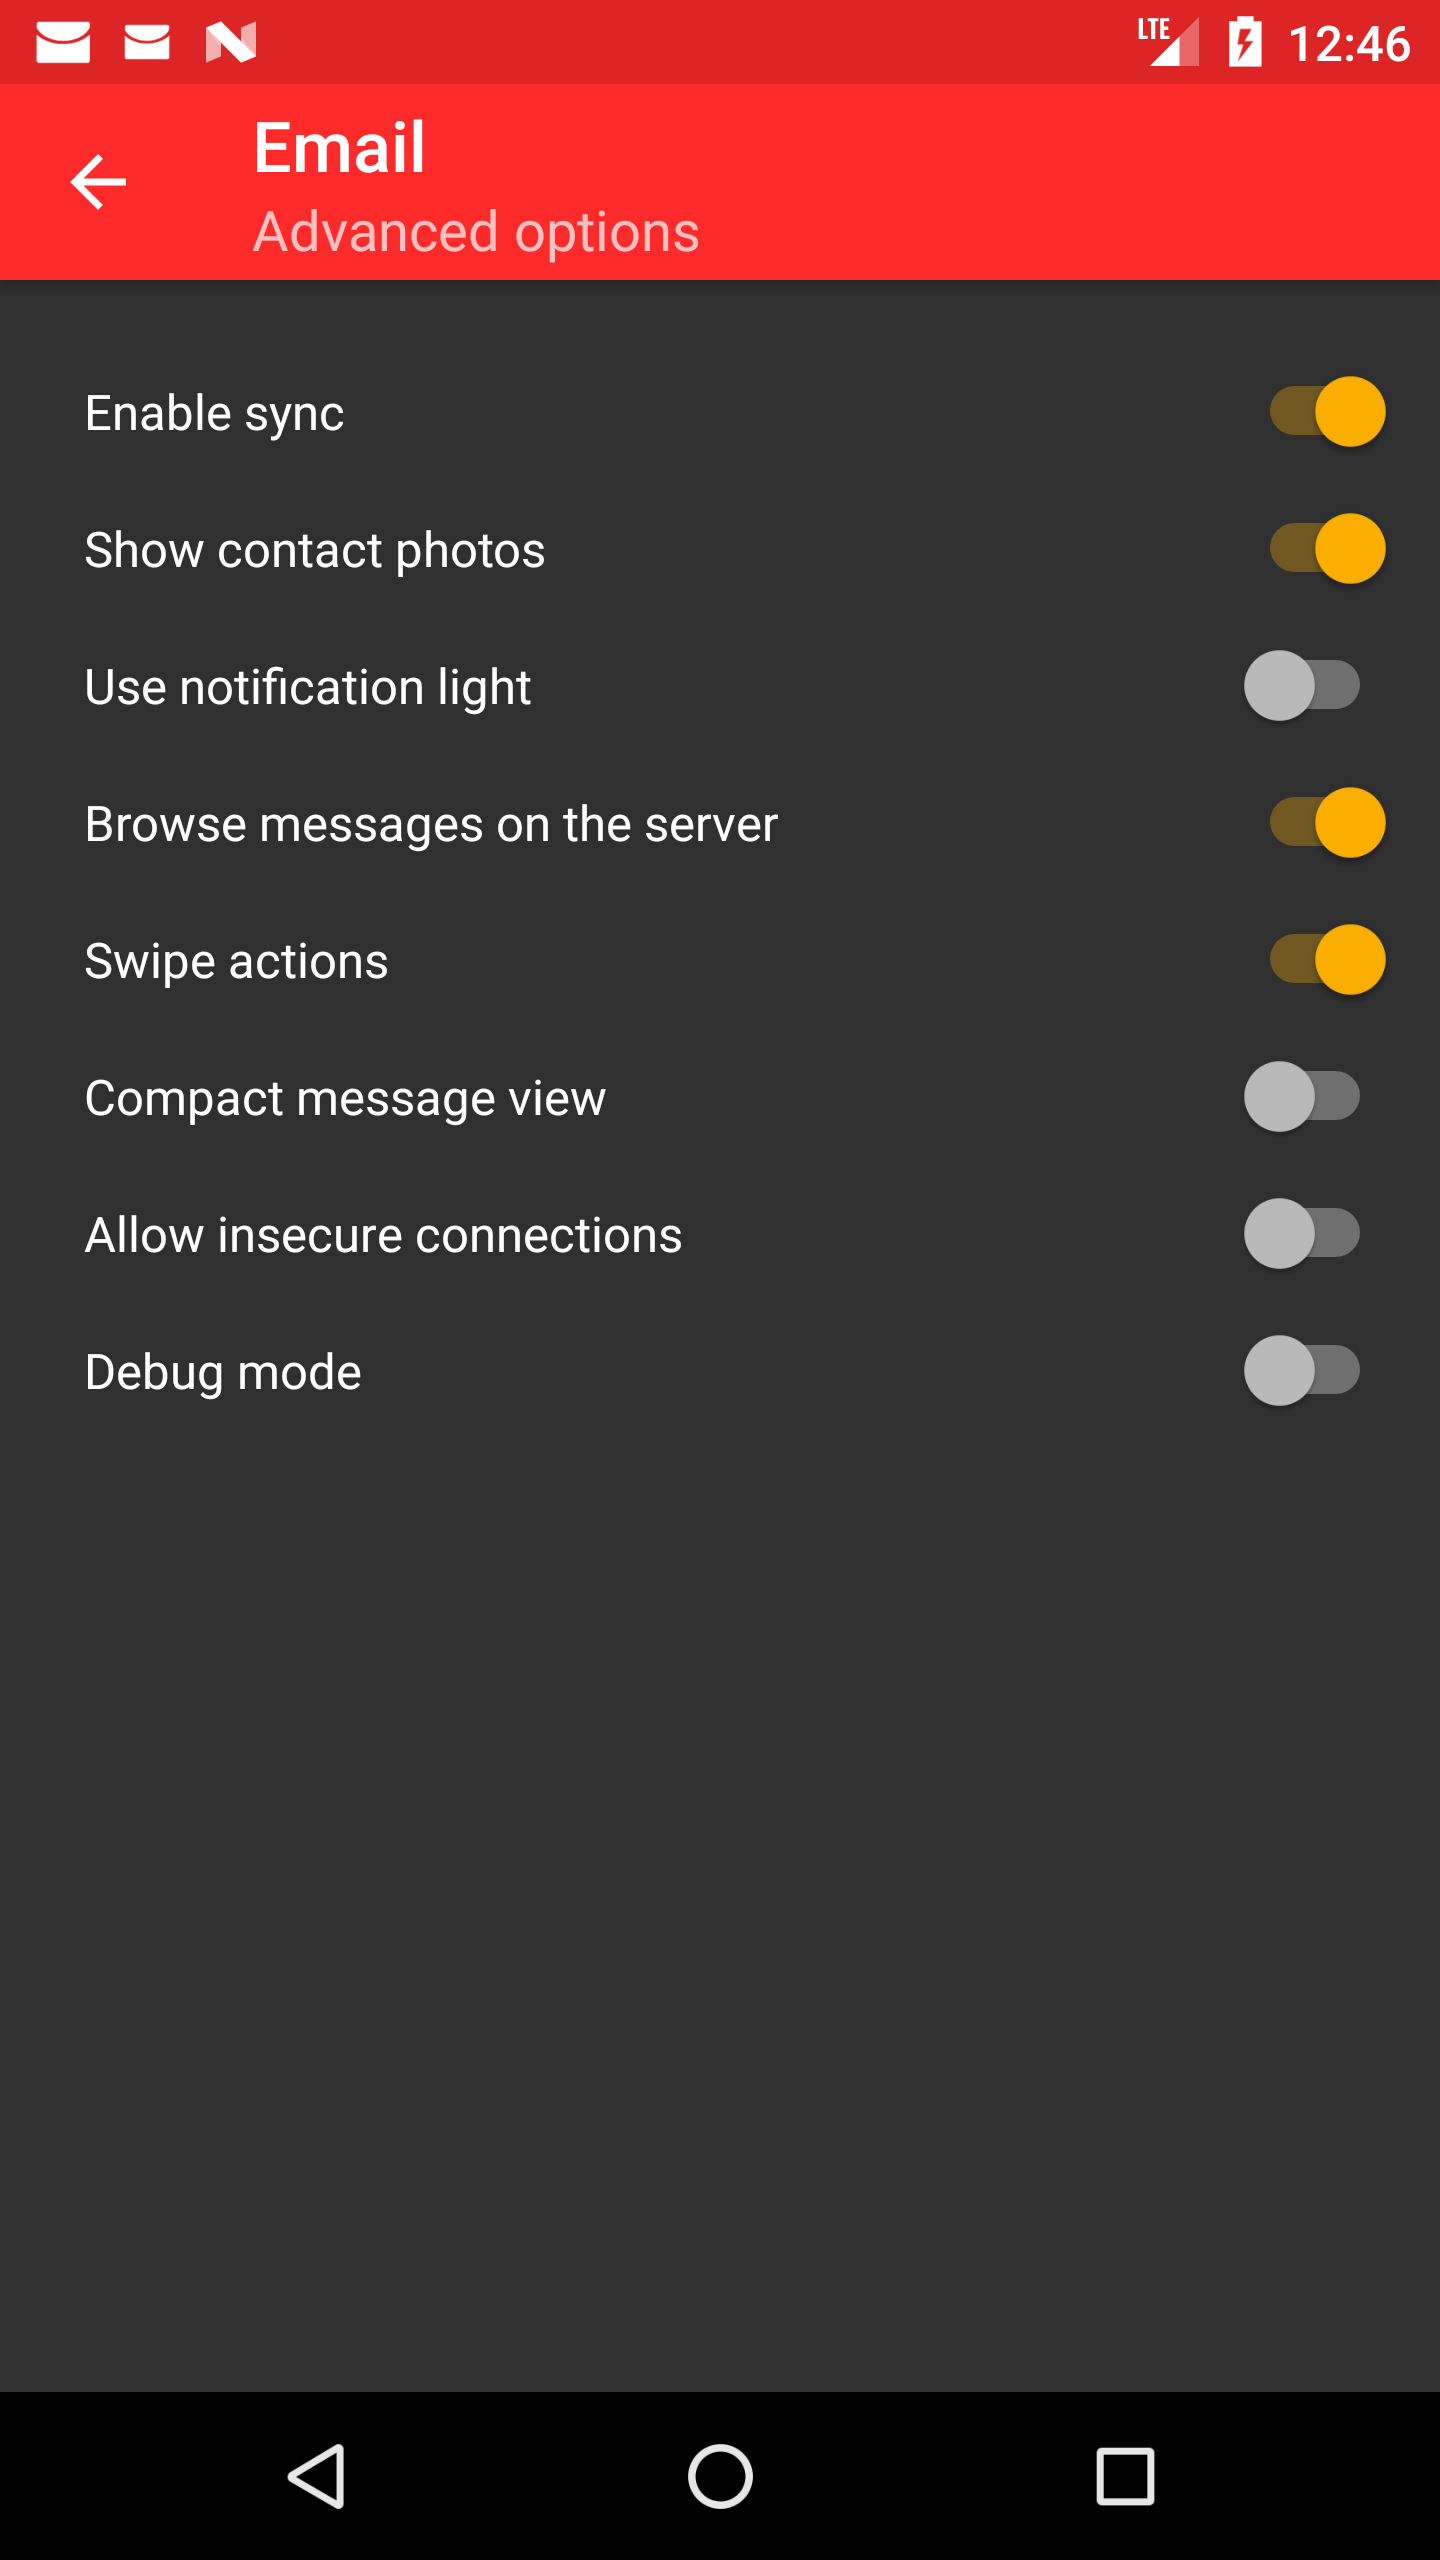 LTE 12:46
Email
Advanced options
Enable sync
Show contact photos
Use notification light
Browse messages on the server
Swipe actions
Compact message view
Allow insecure connections
Debug mode